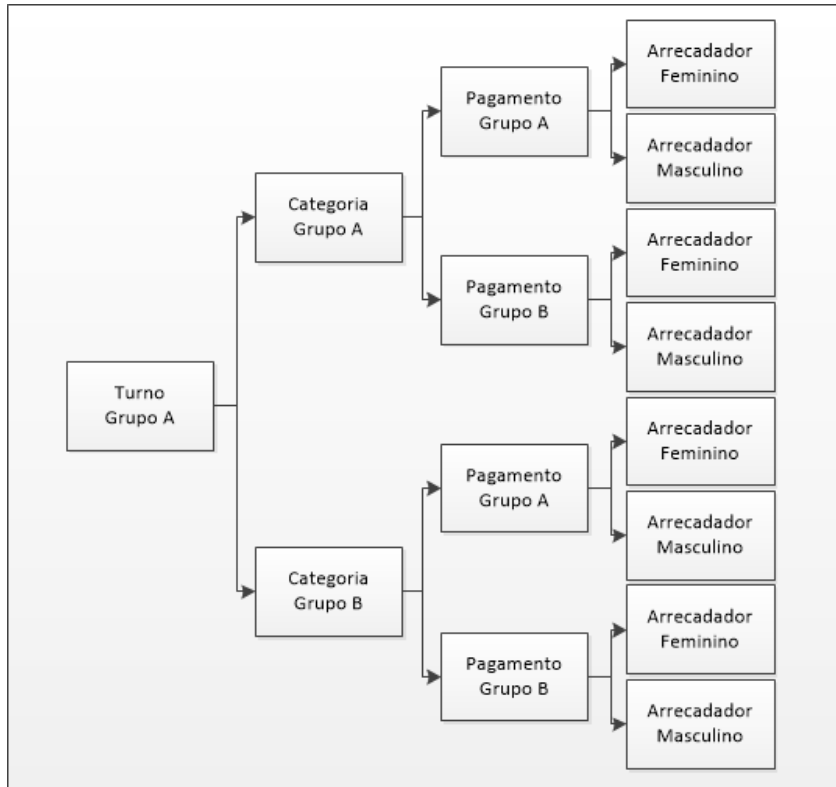 Turno
Grupo A
Categoria
Grupo A
Pagamento
Grupo A
Arrecadador
Feminino
Arrecadador
Masculino
Pagamento
Grupo B
Arrecadador
Feminino
Arrecadador
Masculino
Categoria
Grupo B
Pagamento
Grupo A
Arrecadador
Feminino
Arrecadador
Masculino
Pagamento
Grupo B
Arrecadador
Feminino
Arrecadador
Masculino